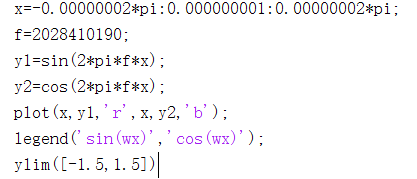 x=-0.00000002*pi:0.000000001:0.00000002*pi;
f=2028410190;
y1=sin(2*pi*f*x);
y2=cos(2*pi*f*x);
plot(x,y1,'r',x,y2,'b');
legend('sin(wx)','cos(wx)');
ylim([-1.5,1.5])